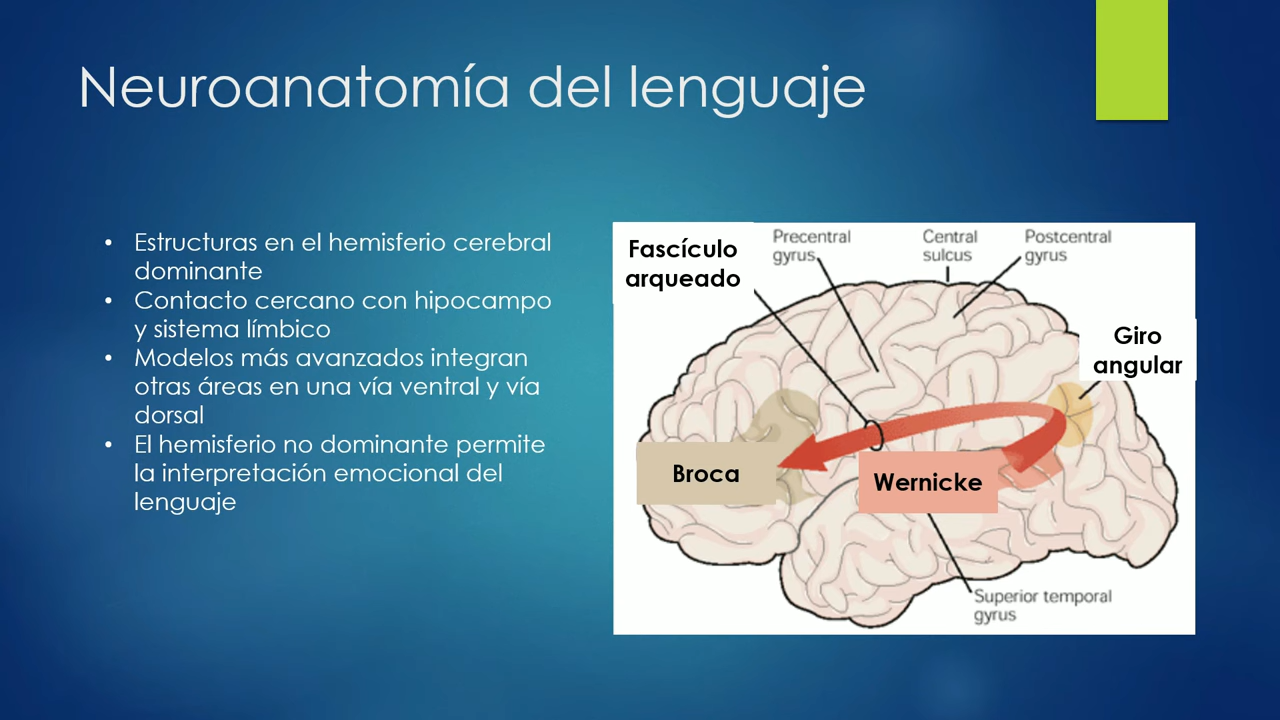 Neuroanatomía del lenguaje
• Estructuras en el hemisferio cerebral
dominante
• Contacto cercano con hipocampo
y sistema límbico
• Modelos más avanzados integran
otras áreas en una vía ventral y vía
dorsal
• El hemisferio no dominante permite
la interpretación emocional del
lenguaje
Fascículo
arqueado
Precentral
gyrus
Central
sulcus
Postcentral
gyrus
Giro
angular
Broca
Wernicke
Superior temporal
gyrus